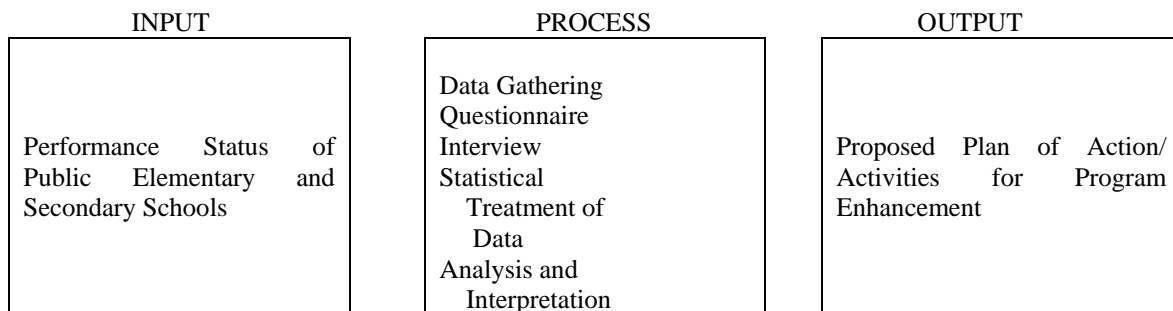 INPUT
Performance Status of
Public Elementary and
Secondary Schools
PROCESS
Data Gathering
Questionnaire
Interview
Statistical
Treatment of
Data
Analysis and
Interpretation
OUTPUT
Proposed Plan of Action/
Activities for Program
Enhancement